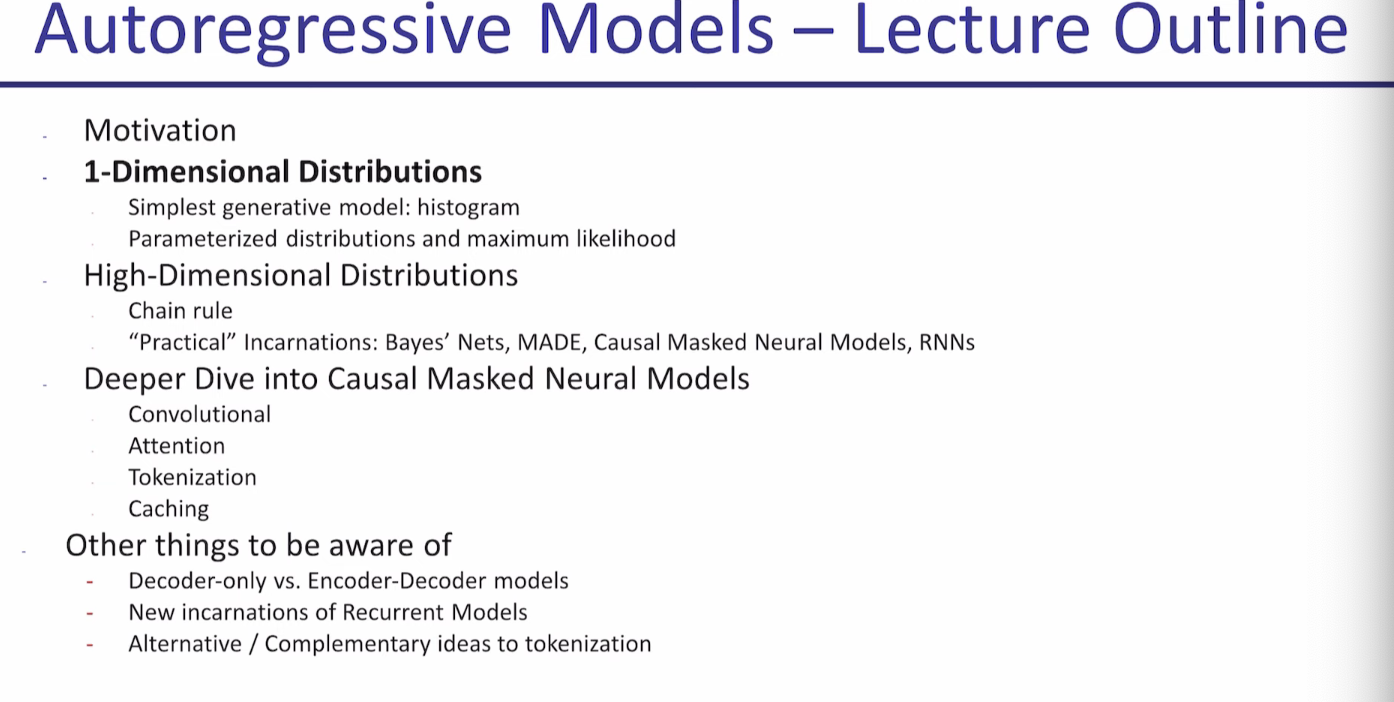 Autoregressive Models – Lecture Outline
- Motivation
- 1-Dimensional Distributions
. Simplest generative model: histogram
. Parameterized distributions and maximum likelihood
- High-Dimensional Distributions
. Chain rule
. “Practical” Incarnations: Bayes’ Nets, MADE, Causal Masked Neural Models, RNNs
- Deeper Dive into Causal Masked Neural Models
. Convolutional
. Attention
. Tokenization
. Caching
- Other things to be aware of
- Decoder-only vs. Encoder-Decoder models
- New incarnations of Recurrent Models
- Alternative / Complementary ideas to tokenization